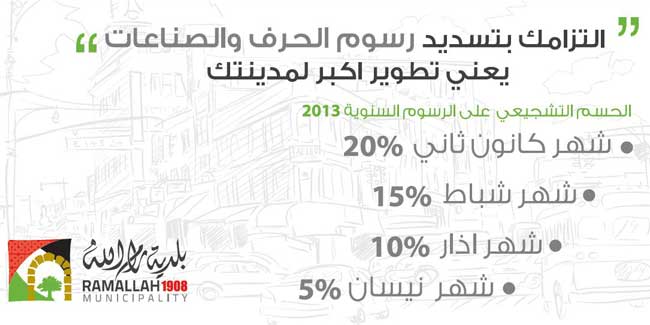 ” التزامك بتسديد رسوم الحرف والصناعات “
يعني تطوير اكبر لمدينتك
الحسم التشجيعي على الرسوم السنوية 2013
● شهر كانون ثاني 20%
● شهر شباط 15%
● شهر اذار 10%
● شهر نيسان 5%
بلدية رام الله
RAMALLAH 1908
MUNICIPALITY